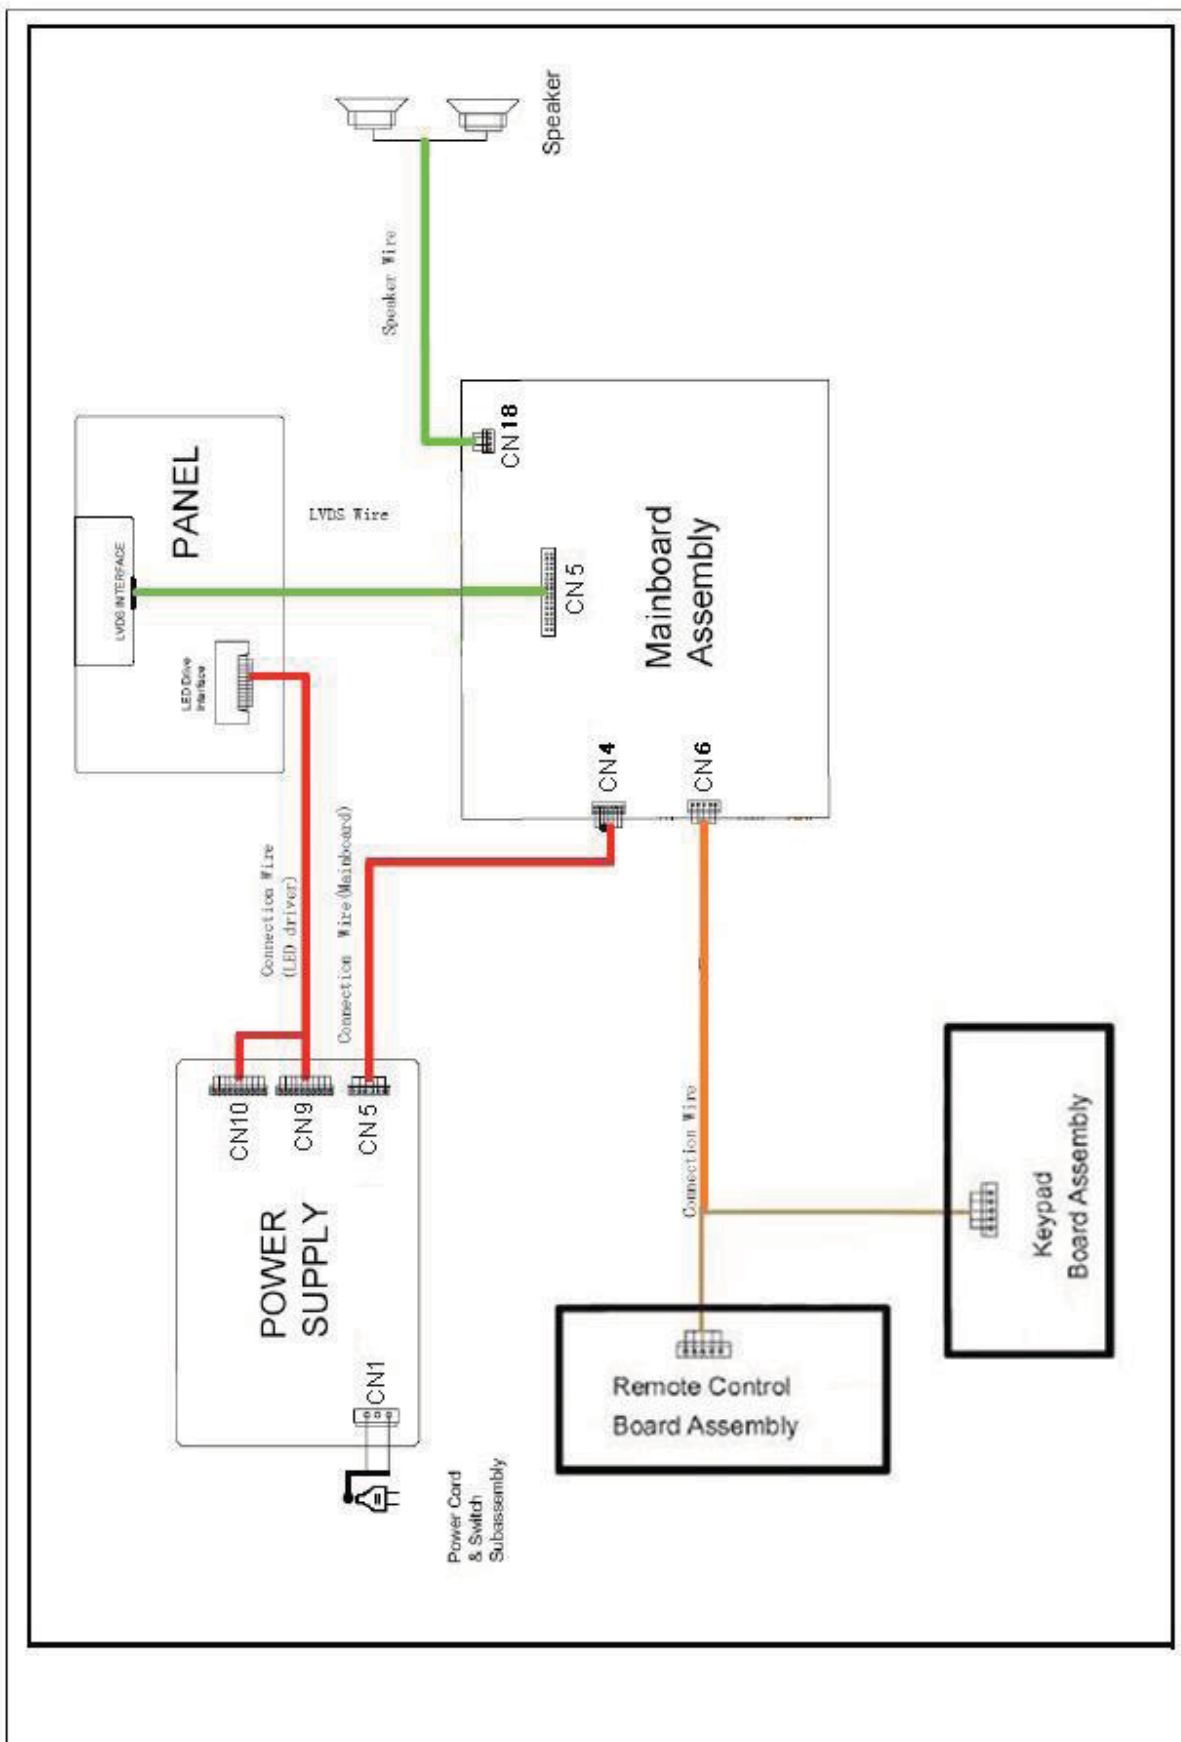 Speaker
Speaker Wire
PANEL
LVDS INTERFACE
LED Drive
Interface
LVDS Wire
CN18
CN5
Mainboard
Assembly
CN4
CN6
Connection Wire
(LED driver)
Connection Wire(Mainboard)
CN10
CN9
CN5
POWER
SUPPLY
CN1
Power Cord
& Switch
Subassembly
Connection Wire
Keypad
Board Assembly
Remote Control
Board Assembly